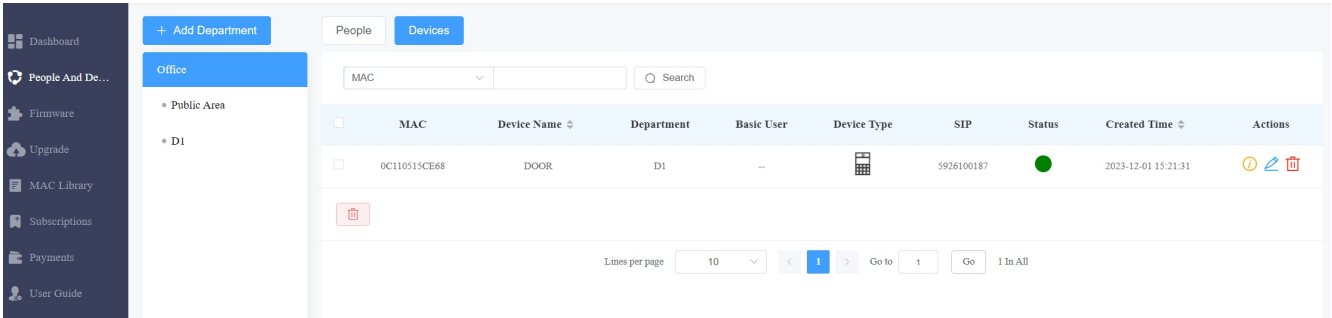 Dashboard
People And De...
Firmware
Upgrade
MAC Library
Subscriptions
Payments
User Guide
+ Add Department
Office
Public Area
D1
People Devices
MAC Search
MAC Device Name Department Basic User Device Type SIP Status Created Time Actions
0C110515CE68 DOOR D1 -- 5926100187 2023-12-01 15:21:31
Lines per page 10 < 1 > Go to 1 Go 1 In All